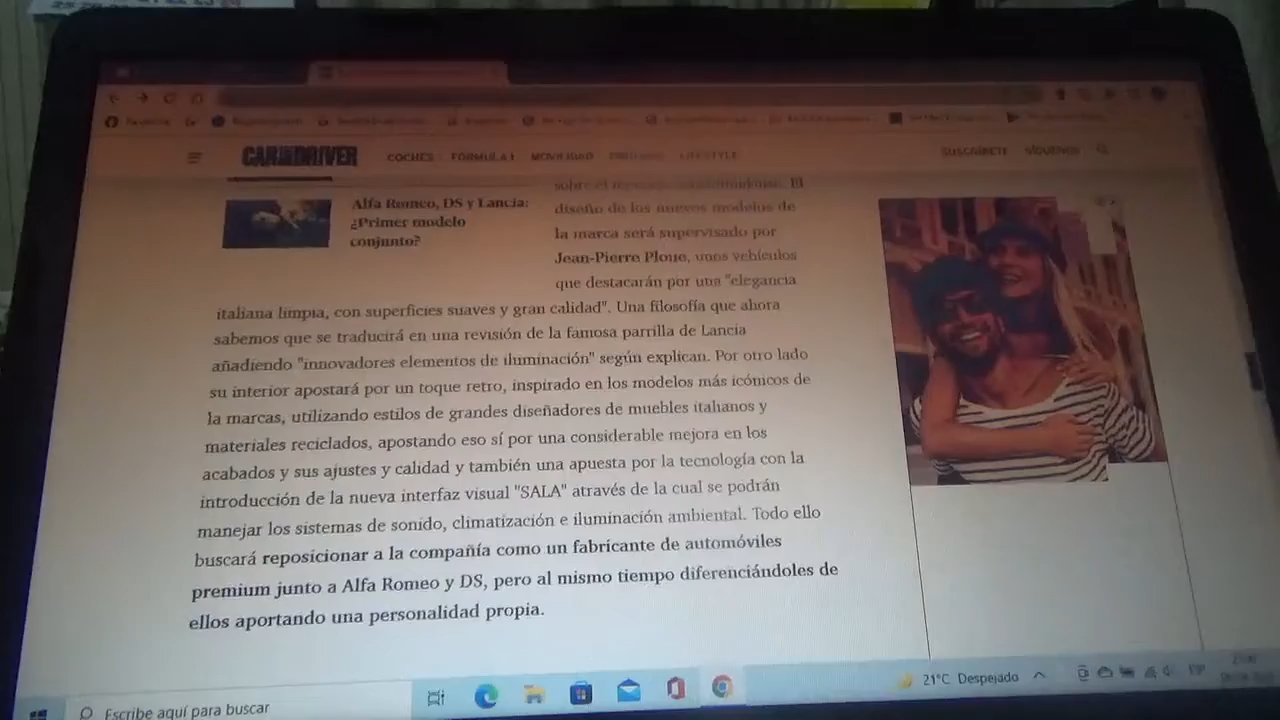 CAR AND DRIVER
COCHES FÓRMULA 1 MOVILIDAD LIFESTYLE SUSCRÍBETE SÍGUENOS
Alfa Romeo, DS y Lancia:
¿Primer modelo
conjunto?
sobre el El
diseño de los nuevos modelos de
la marca será supervisado por
Jean-Pierre Ploue, unos vehículos
que destacarán por una "elegancia
italiana limpia, con superficies suaves y gran calidad". Una filosofía que ahora
sabemos que se traducirá en una revisión de la famosa parrilla de Lancia
añadiendo "innovadores elementos de iluminación" según explican. Por otro lado
su interior apostará por un toque retro, inspirado en los modelos más icónicos de
la marcas, utilizando estilos de grandes diseñadores de muebles italianos y
materiales reciclados, apostando eso sí por una considerable mejora en los
acabados y sus ajustes y calidad y también una apuesta por la tecnología con la
introducción de la nueva interfaz visual "SALA" através de la cual se podrán
manejar los sistemas de sonido, climatización e iluminación ambiental. Todo ello
buscará reposicionar a la compañía como un fabricante de automóviles
premium junto a Alfa Romeo y DS, pero al mismo tiempo diferenciándoles de
ellos aportando una personalidad propia.
Escribe aquí para buscar
21°C Despejado ESP